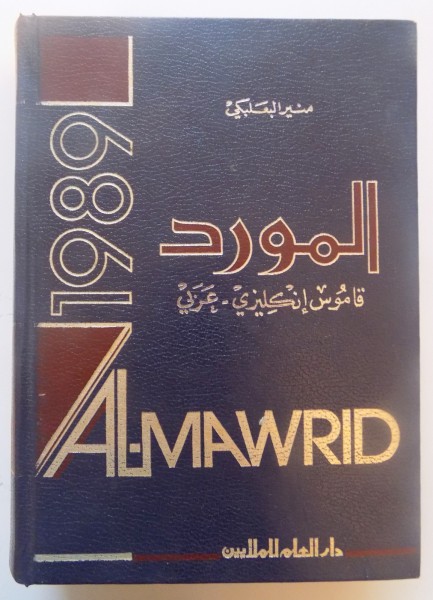 1989
منير البعلبكي
المورد
قاموس إنكليزي - عربي
AL-MAWRID
دار العلم للملايين